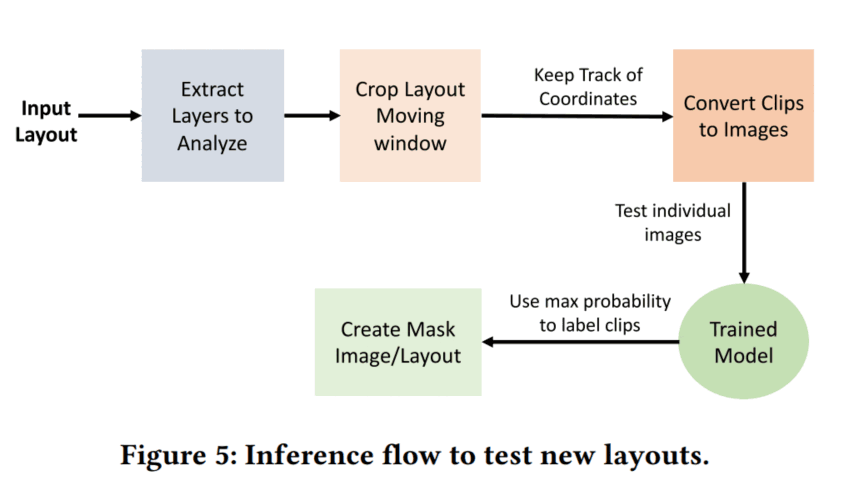 Input
Layout
Extract
Layers to
Analyze
Crop Layout
Moving
window
Keep Track of
Coordinates
Convert Clips
to Images
Test individual
images
Trained
Model
Use max probability
to label clips
Create Mask
Image/Layout
Figure 5: Inference flow to test new layouts.